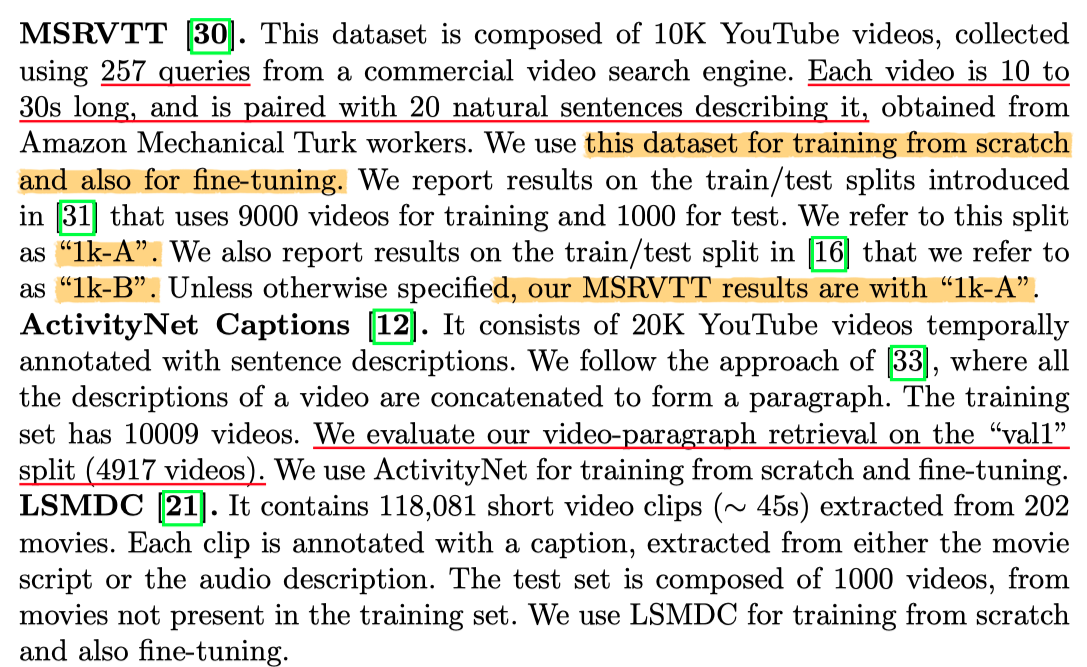 MSRVTT [30]. This dataset is composed of 10K YouTube videos, collected
using 257 queries from a commercial video search engine. Each video is 10 to
30s long, and is paired with 20 natural sentences describing it, obtained from
Amazon Mechanical Turk workers. We use this dataset for training from scratch
and also for fine-tuning. We report results on the train/test splits introduced
in [31] that uses 9000 videos for training and 1000 for test. We refer to this split
as “1k-A”. We also report results on the train/test split in [16] that we refer to
as “1k-B”. Unless otherwise specified, our MSRVTT results are with “1k-A”.
ActivityNet Captions [12]. It consists of 20K YouTube videos temporally
annotated with sentence descriptions. We follow the approach of [33], where all
the descriptions of a video are concatenated to form a paragraph. The training
set has 10009 videos. We evaluate our video-paragraph retrieval on the “val1”
split (4917 videos). We use ActivityNet for training from scratch and fine-tuning.
LSMDC [21]. It contains 118,081 short video clips (∼ 45s) extracted from 202
movies. Each clip is annotated with a caption, extracted from either the movie
script or the audio description. The test set is composed of 1000 videos, from
movies not present in the training set. We use LSMDC for training from scratch
and also fine-tuning.